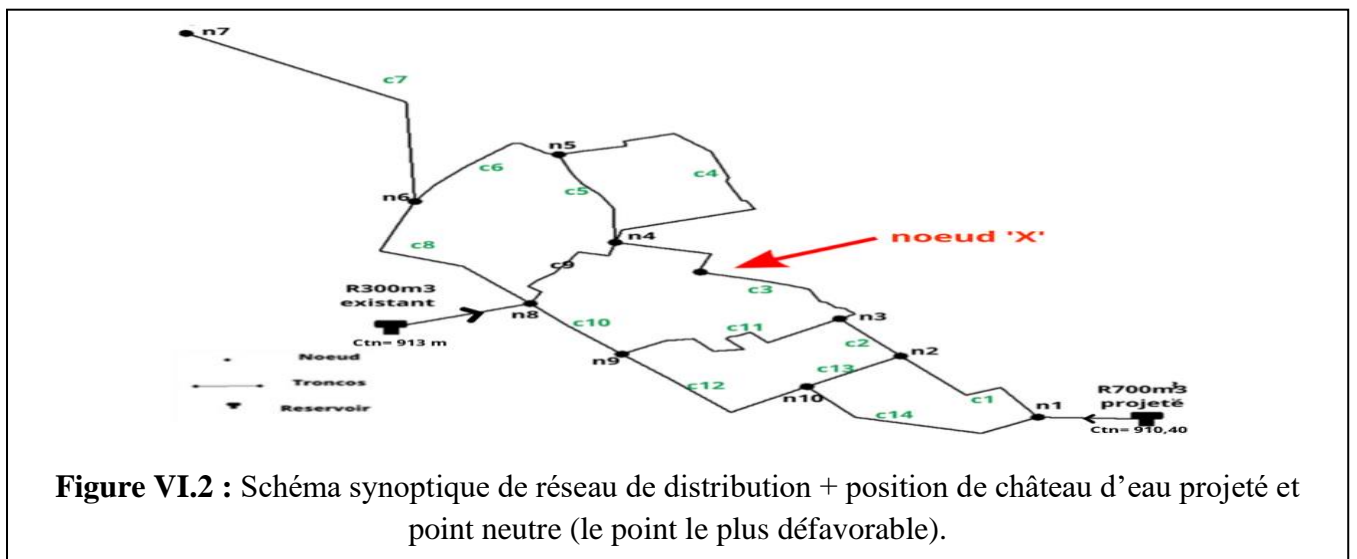 n7
c7
n5
c6
c4
c5
n6
n4
noeud 'X'
c8
c9
R300m3
existant
c3
n8
c10
c11
n3
Ctn= 913 m
c2
n2
n9
c13
Noeud
c12
R700m3
projeté
Troncos
n10
c1
n1
c14
Reservoir
Ctn= 910,40
Figure VI.2 : Schéma synoptique de réseau de distribution + position de château d'eau projeté et
point neutre (le point le plus défavorable).